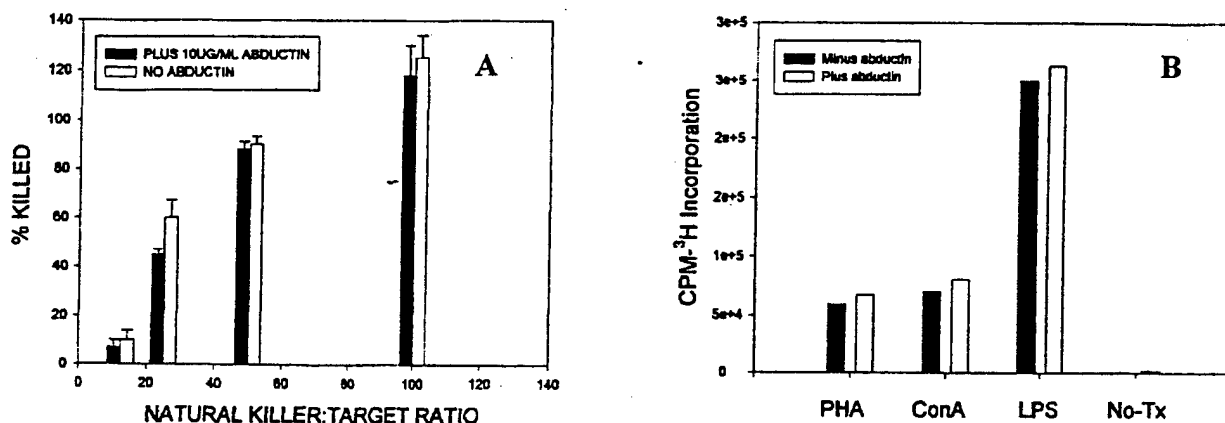 140
120
100
80
60
40
20
0
% KILLED
PLUS 10UG/ML ABDUCTIN
NO ABDUCTIN
A
0
20
40
60
80
100
120
140
NATURAL KILLER:TARGET RATIO
3e+5
3e+5
2e+5
2e+5
1e+5
5e+4
0
CPM-³H Incorporation
Minus abductin
Plus abductin
B
PHA
ConA
LPS
No-Tx